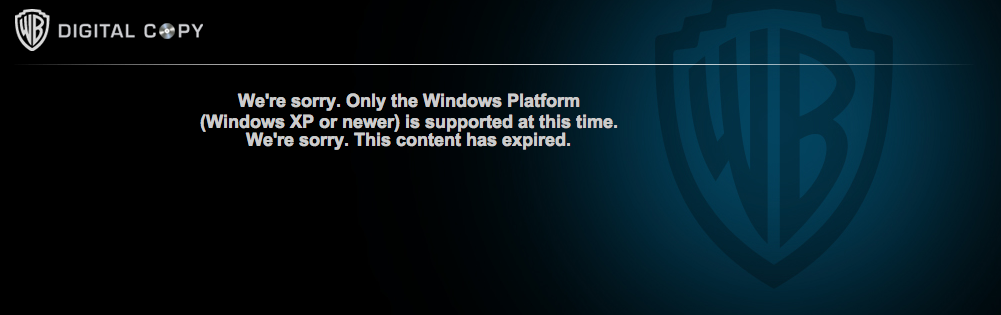 WB DIGITAL COPY
We're sorry. Only the Windows Platform
(Windows XP or newer) is supported at this time.
We're sorry. This content has expired.
WB